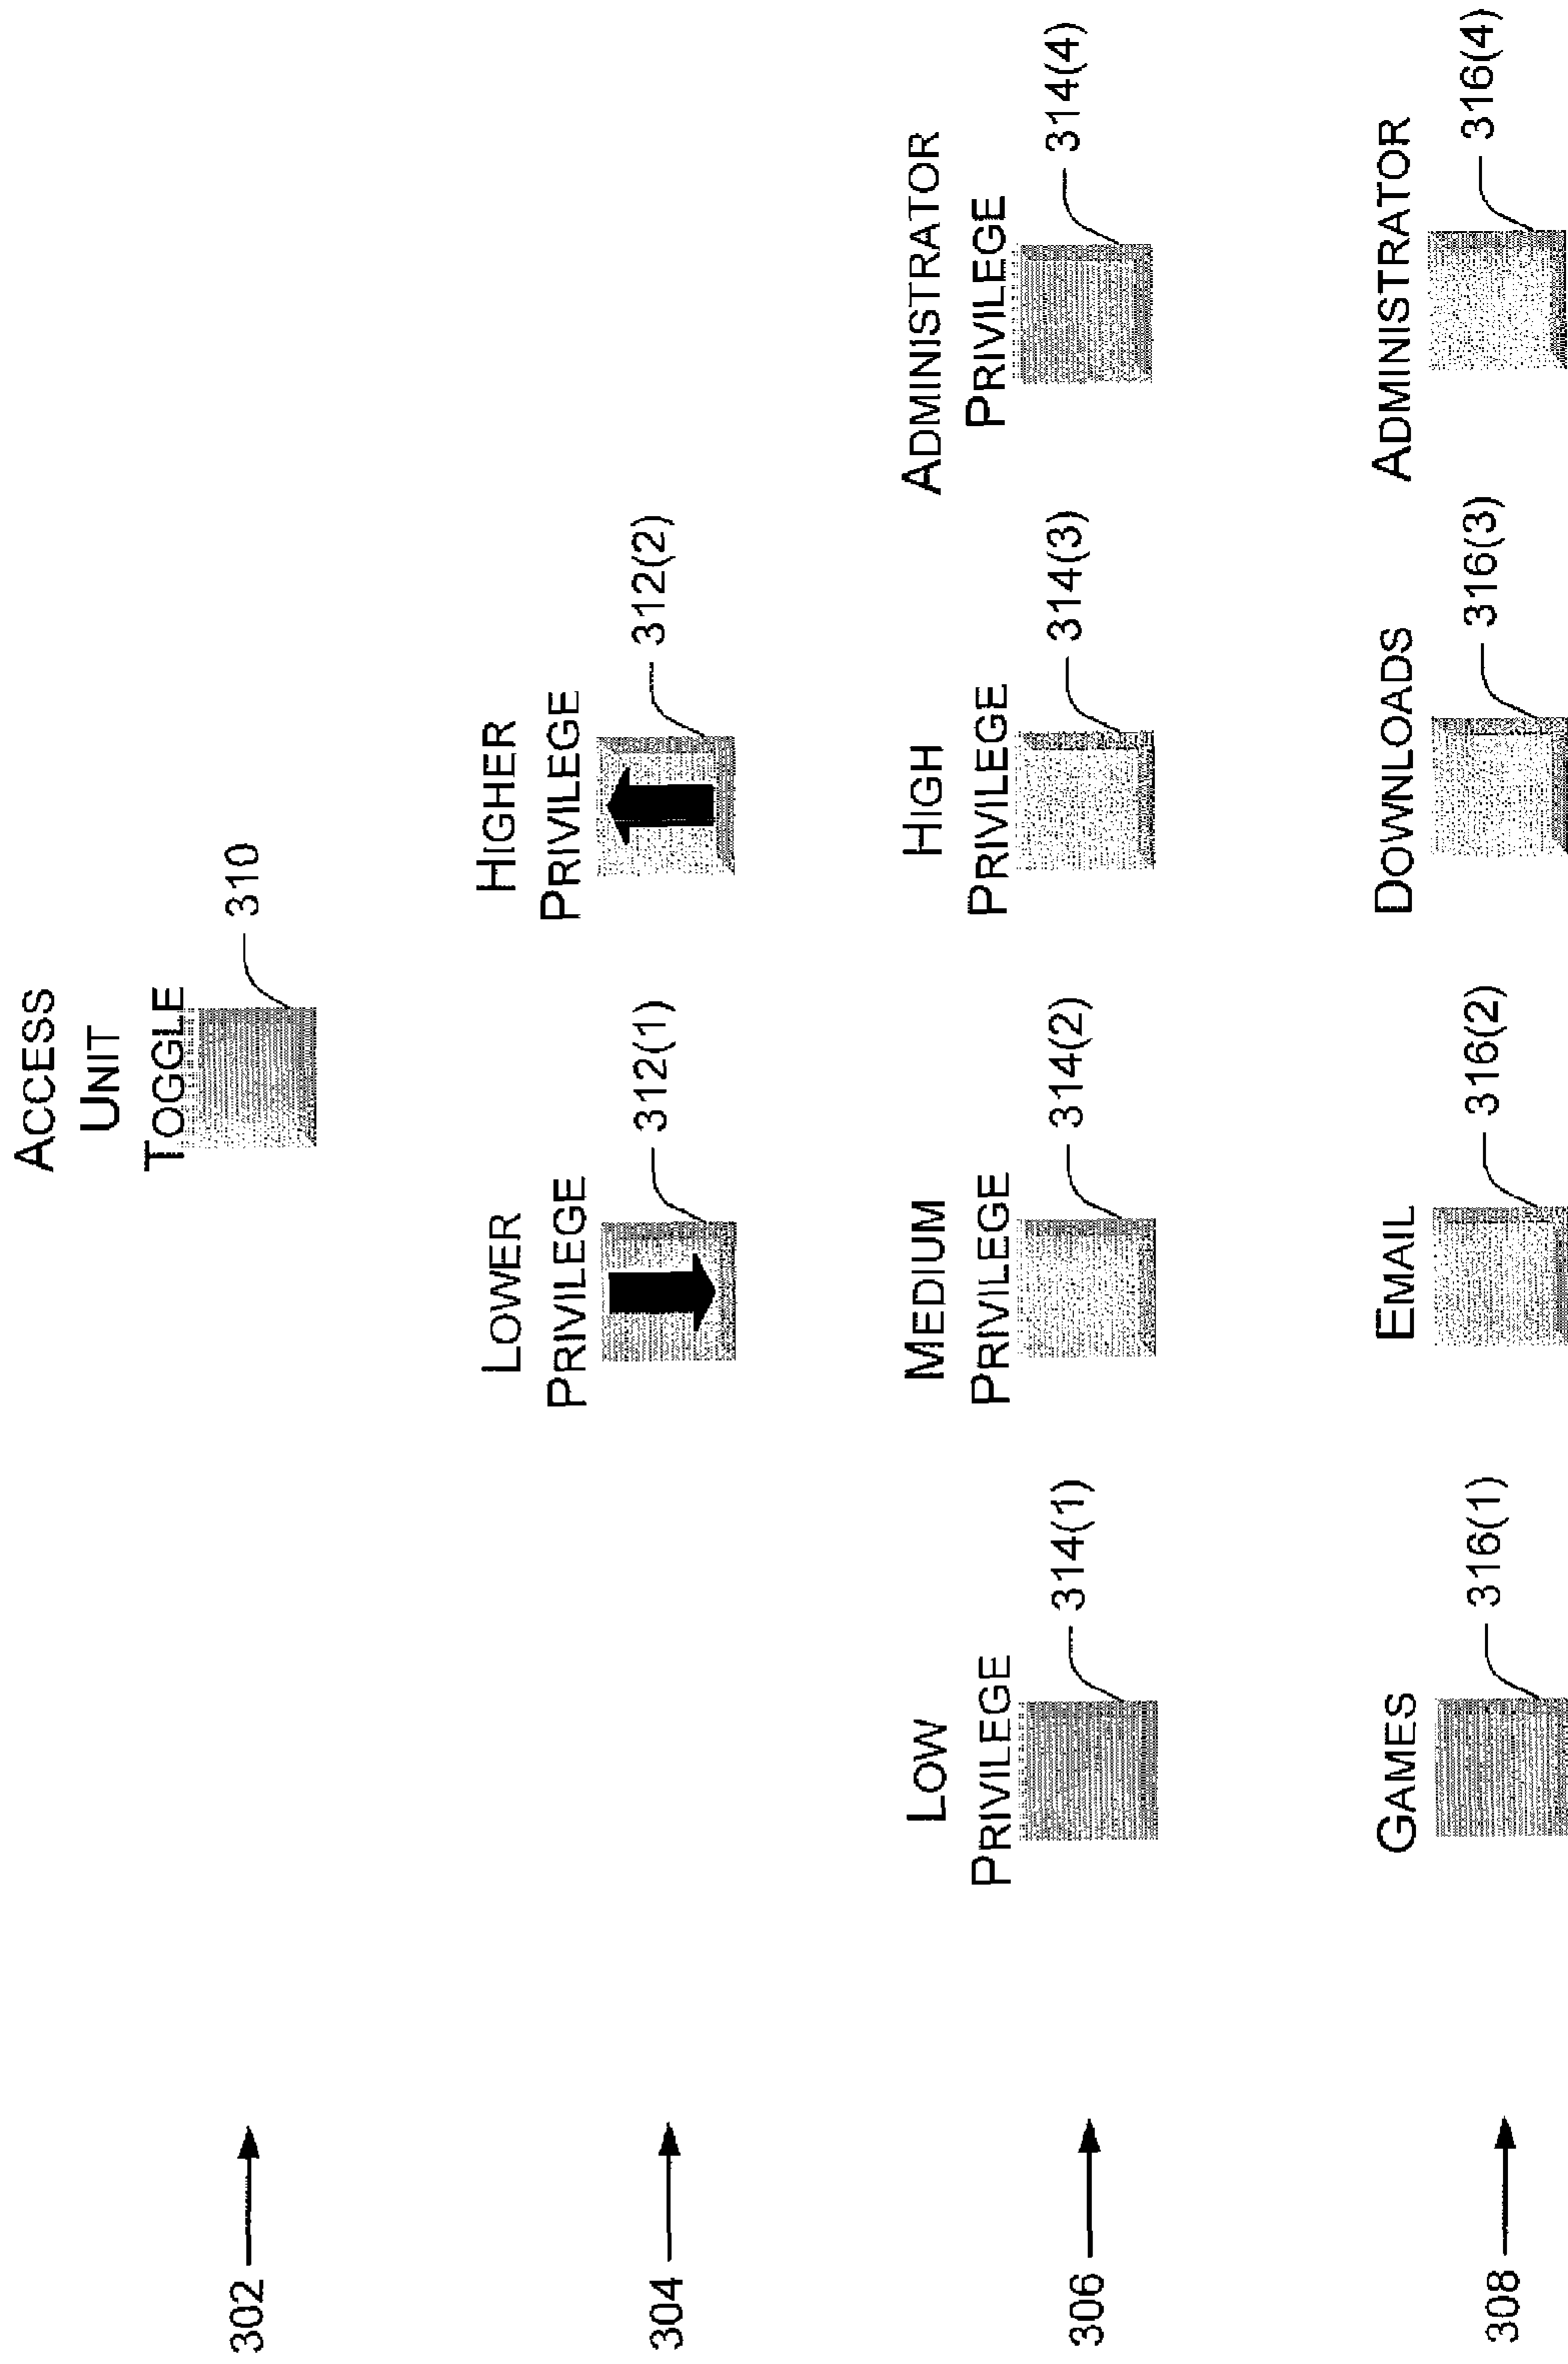 ACCESS
UNIT
TOGGLE
302
310
LOWER
PRIVILEGE
HIGHER
PRIVILEGE
304
312(1)
312(2)
LOW
PRIVILEGE
MEDIUM
PRIVILEGE
HIGH
PRIVILEGE
ADMINISTRATOR
PRIVILEGE
306
314(1)
314(2)
314(3)
314(4)
GAMES
EMAIL
DOWNLOADS
ADMINISTRATOR
308
316(1)
316(2)
316(3)
316(4)